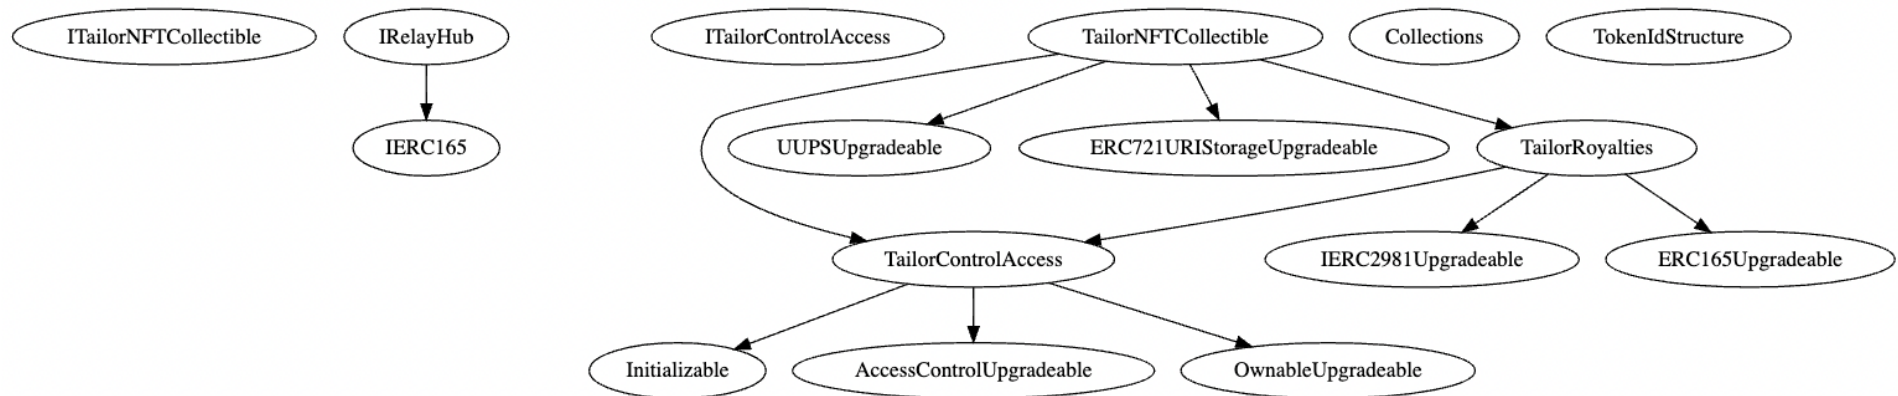 ITailorNFTCollectible
IRelayHub
ITailorControlAccess
TailorNFTCollectible
Collections
TokenIdStructure
IERC165
UUPSUpgradeable
ERC721URIStorageUpgradeable
TailorRoyalties
TailorControlAccess
IERC2981Upgradeable
ERC165Upgradeable
Initializable
AccessControlUpgradeable
OwnableUpgradeable